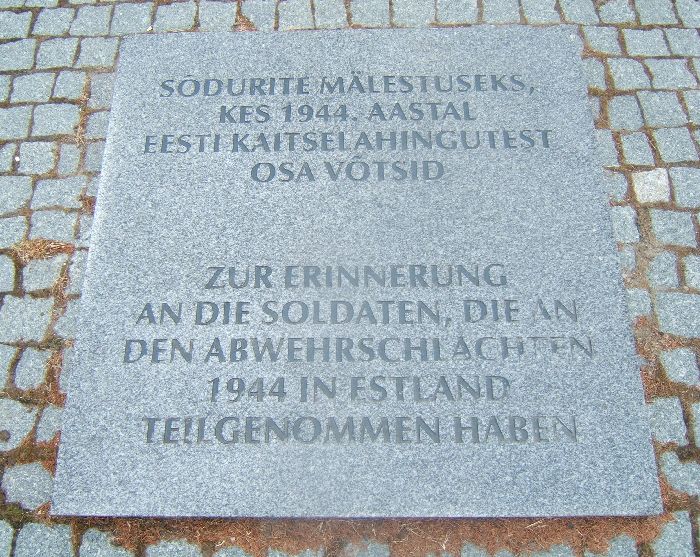 SÕDURITE MÄLESTUSEKS,
KES 1944. AASTAL
EESTI KAITSELAHINGUTEST
OSA VÕTSID
ZUR ERINNERUNG
AN DIE SOLDATEN, DIE AN
DEN ABWEHRSCHLACHTEN
1944 IN ESTLAND
TEILGENOMMEN HABEN